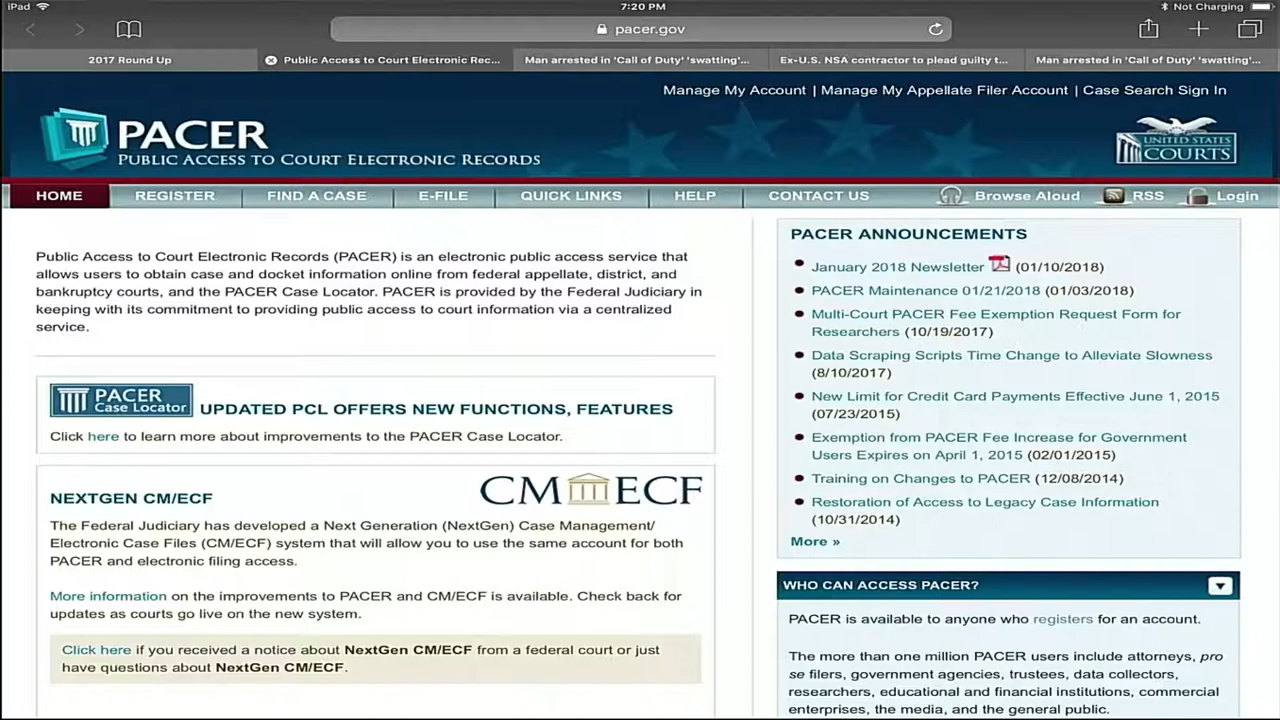 iPad
7:20 PM
Not Charging
pacer.gov
2017 Round Up
Public Access to Court Electronic Rec...
Man arrested in 'Call of Duty' 'swatting'...
Ex-U.S. NSA contractor to plead guilty t...
Man arrested in 'Call of Duty' 'swatting'...
Manage My Account | Manage My Appellate Filer Account | Case Search Sign In
PACER
PUBLIC ACCESS TO COURT ELECTRONIC RECORDS
UNITED STATES
COURTS
HOME
REGISTER
FIND A CASE
E-FILE
QUICK LINKS
HELP
CONTACT US
Browse Aloud
RSS
Login
Public Access to Court Electronic Records (PACER) is an electronic public access service that
allows users to obtain case and docket information online from federal appellate, district, and
bankruptcy courts, and the PACER Case Locator. PACER is provided by the Federal Judiciary in
keeping with its commitment to providing public access to court information via a centralized
service.
PACER
Case Locator
UPDATED PCL OFFERS NEW FUNCTIONS, FEATURES
Click here to learn more about improvements to the PACER Case Locator.
CM ECF
NEXTGEN CM/ECF
The Federal Judiciary has developed a Next Generation (NextGen) Case Management/
Electronic Case Files (CM/ECF) system that will allow you to use the same account for both
PACER and electronic filing access.
More information on the improvements to PACER and CM/ECF is available. Check back for
updates as courts go live on the new system.
Click here if you received a notice about NextGen CM/ECF from a federal court or just
have questions about NextGen CM/ECF.
PACER ANNOUNCEMENTS
January 2018 Newsletter (01/10/2018)
PACER Maintenance 01/21/2018 (01/03/2018)
Multi-Court PACER Fee Exemption Request Form for
Researchers (10/19/2017)
Data Scraping Scripts Time Change to Alleviate Slowness
(8/10/2017)
New Limit for Credit Card Payments Effective June 1, 2015
(07/23/2015)
Exemption from PACER Fee Increase for Government
Users Expires on April 1, 2015 (02/01/2015)
Training on Changes to PACER (12/08/2014)
Restoration of Access to Legacy Case Information
(10/31/2014)
More »
WHO CAN ACCESS PACER?
PACER is available to anyone who registers for an account.
The more than one million PACER users include attorneys, pro
se filers, government agencies, trustees, data collectors,
researchers, educational and financial institutions, commercial
enterprises, the media, and the general public.